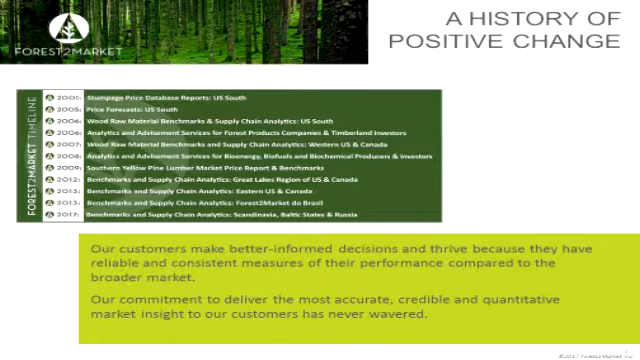 A HISTORY OF
POSITIVE CHANGE
FOREST2MARKET
FOREST2MARKET TIMELINE
2001: Stumpage Price Database Reports: US South
2005: Price Forecasts: US South
2006: Wood Raw Material Benchmarks & Supply Chain Analytics: US South
2006: Analytics and Advisement Services for Forest Products Companies & Timberland Investors
2007: Wood Raw Material Benchmarks and Supply Chain Analytics: Western US & Canada
2008: Analytics and Advisement Services for Bioenergy, Biofuels and Biochemical Producers & Investors
2009: Southern Yellow Pine Lumber Market Price Report & Benchmarks
2012: Benchmarks and Supply Chain Analytics: Great Lakes Region of US & Canada
2013: Benchmarks and Supply Chain Analytics: Eastern US & Canada
2013: Benchmarks and Supply Chain Analytics: Forest2Market do Brasil
2017: Benchmarks and Supply Chain Analytics: Scandinavia, Baltic States & Russia
Our customers make better-informed decisions and thrive because they have
reliable and consistent measures of their performance compared to the
broader market.
Our commitment to deliver the most accurate, credible and quantitative
market insight to our customers has never wavered.
©2017 Forest2Market